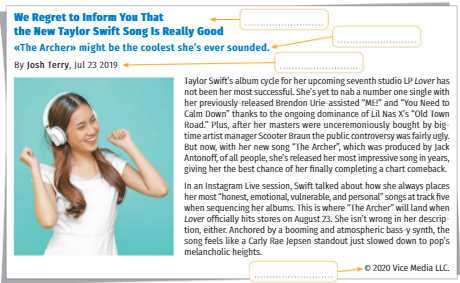 We Regret to Inform You That
the New Taylor Swift Song Is Really Good
«The Archer» might be the coolest she's ever sounded.
By Josh Terry, Jul 23 2019
Taylor Swift's album cycle for her upcoming seventh studio LP Lover has
not been her most successful. She's yet to nab a number one single with
her previously-released Brendon Urie-assisted "ME!" and "You Need to
Calm Down" thanks to the ongoing dominance of Lil Nas X's "Old Town
Road." Plus, after her masters were unceremoniously bought by big-
time artist manager Scooter Braun the public controversy was fairly ugly.
But now, with her new song "The Archer", which was produced by Jack
Antonoff, of all people, she's released her most impressive song in years,
giving her the best chance of her finally completing a chart comeback.
In an Instagram Live session, Swift talked about how she always places
her most "honest, emotional, vulnerable, and personal" songs at track five
when sequencing her albums. This is where "The Archer" will land when
Lover officially hits stores on August 23. She isn't wrong in her descrip-
tion, either. Anchored by a booming and atmospheric bass-y synth, the
song feels like a Carly Rae Jepsen standout just slowed down to pop's
melancholic heights.
© 2020 Vice Media LLC.